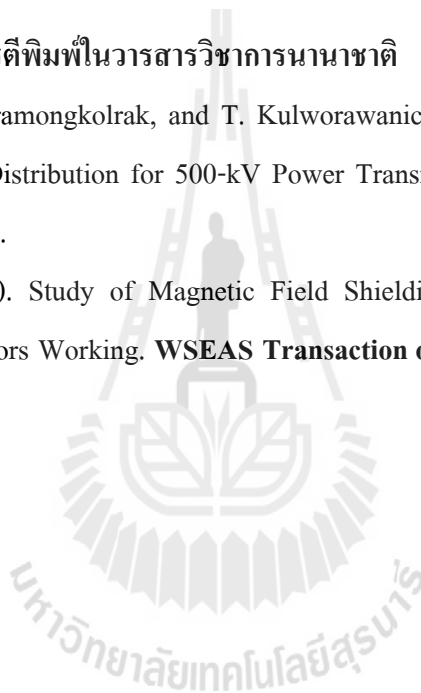 ตีพิมพ์ในวารสารวิชาการนานาชาติ
ramongkolrak, and T. Kulworawanic
Distribution for 500-kV Power Trans
.
). Study of Magnetic Field Shieldi
ors Working. WSEAS Transaction o
มหาวิทยาลัยเทคโนโลยีสุรนารี